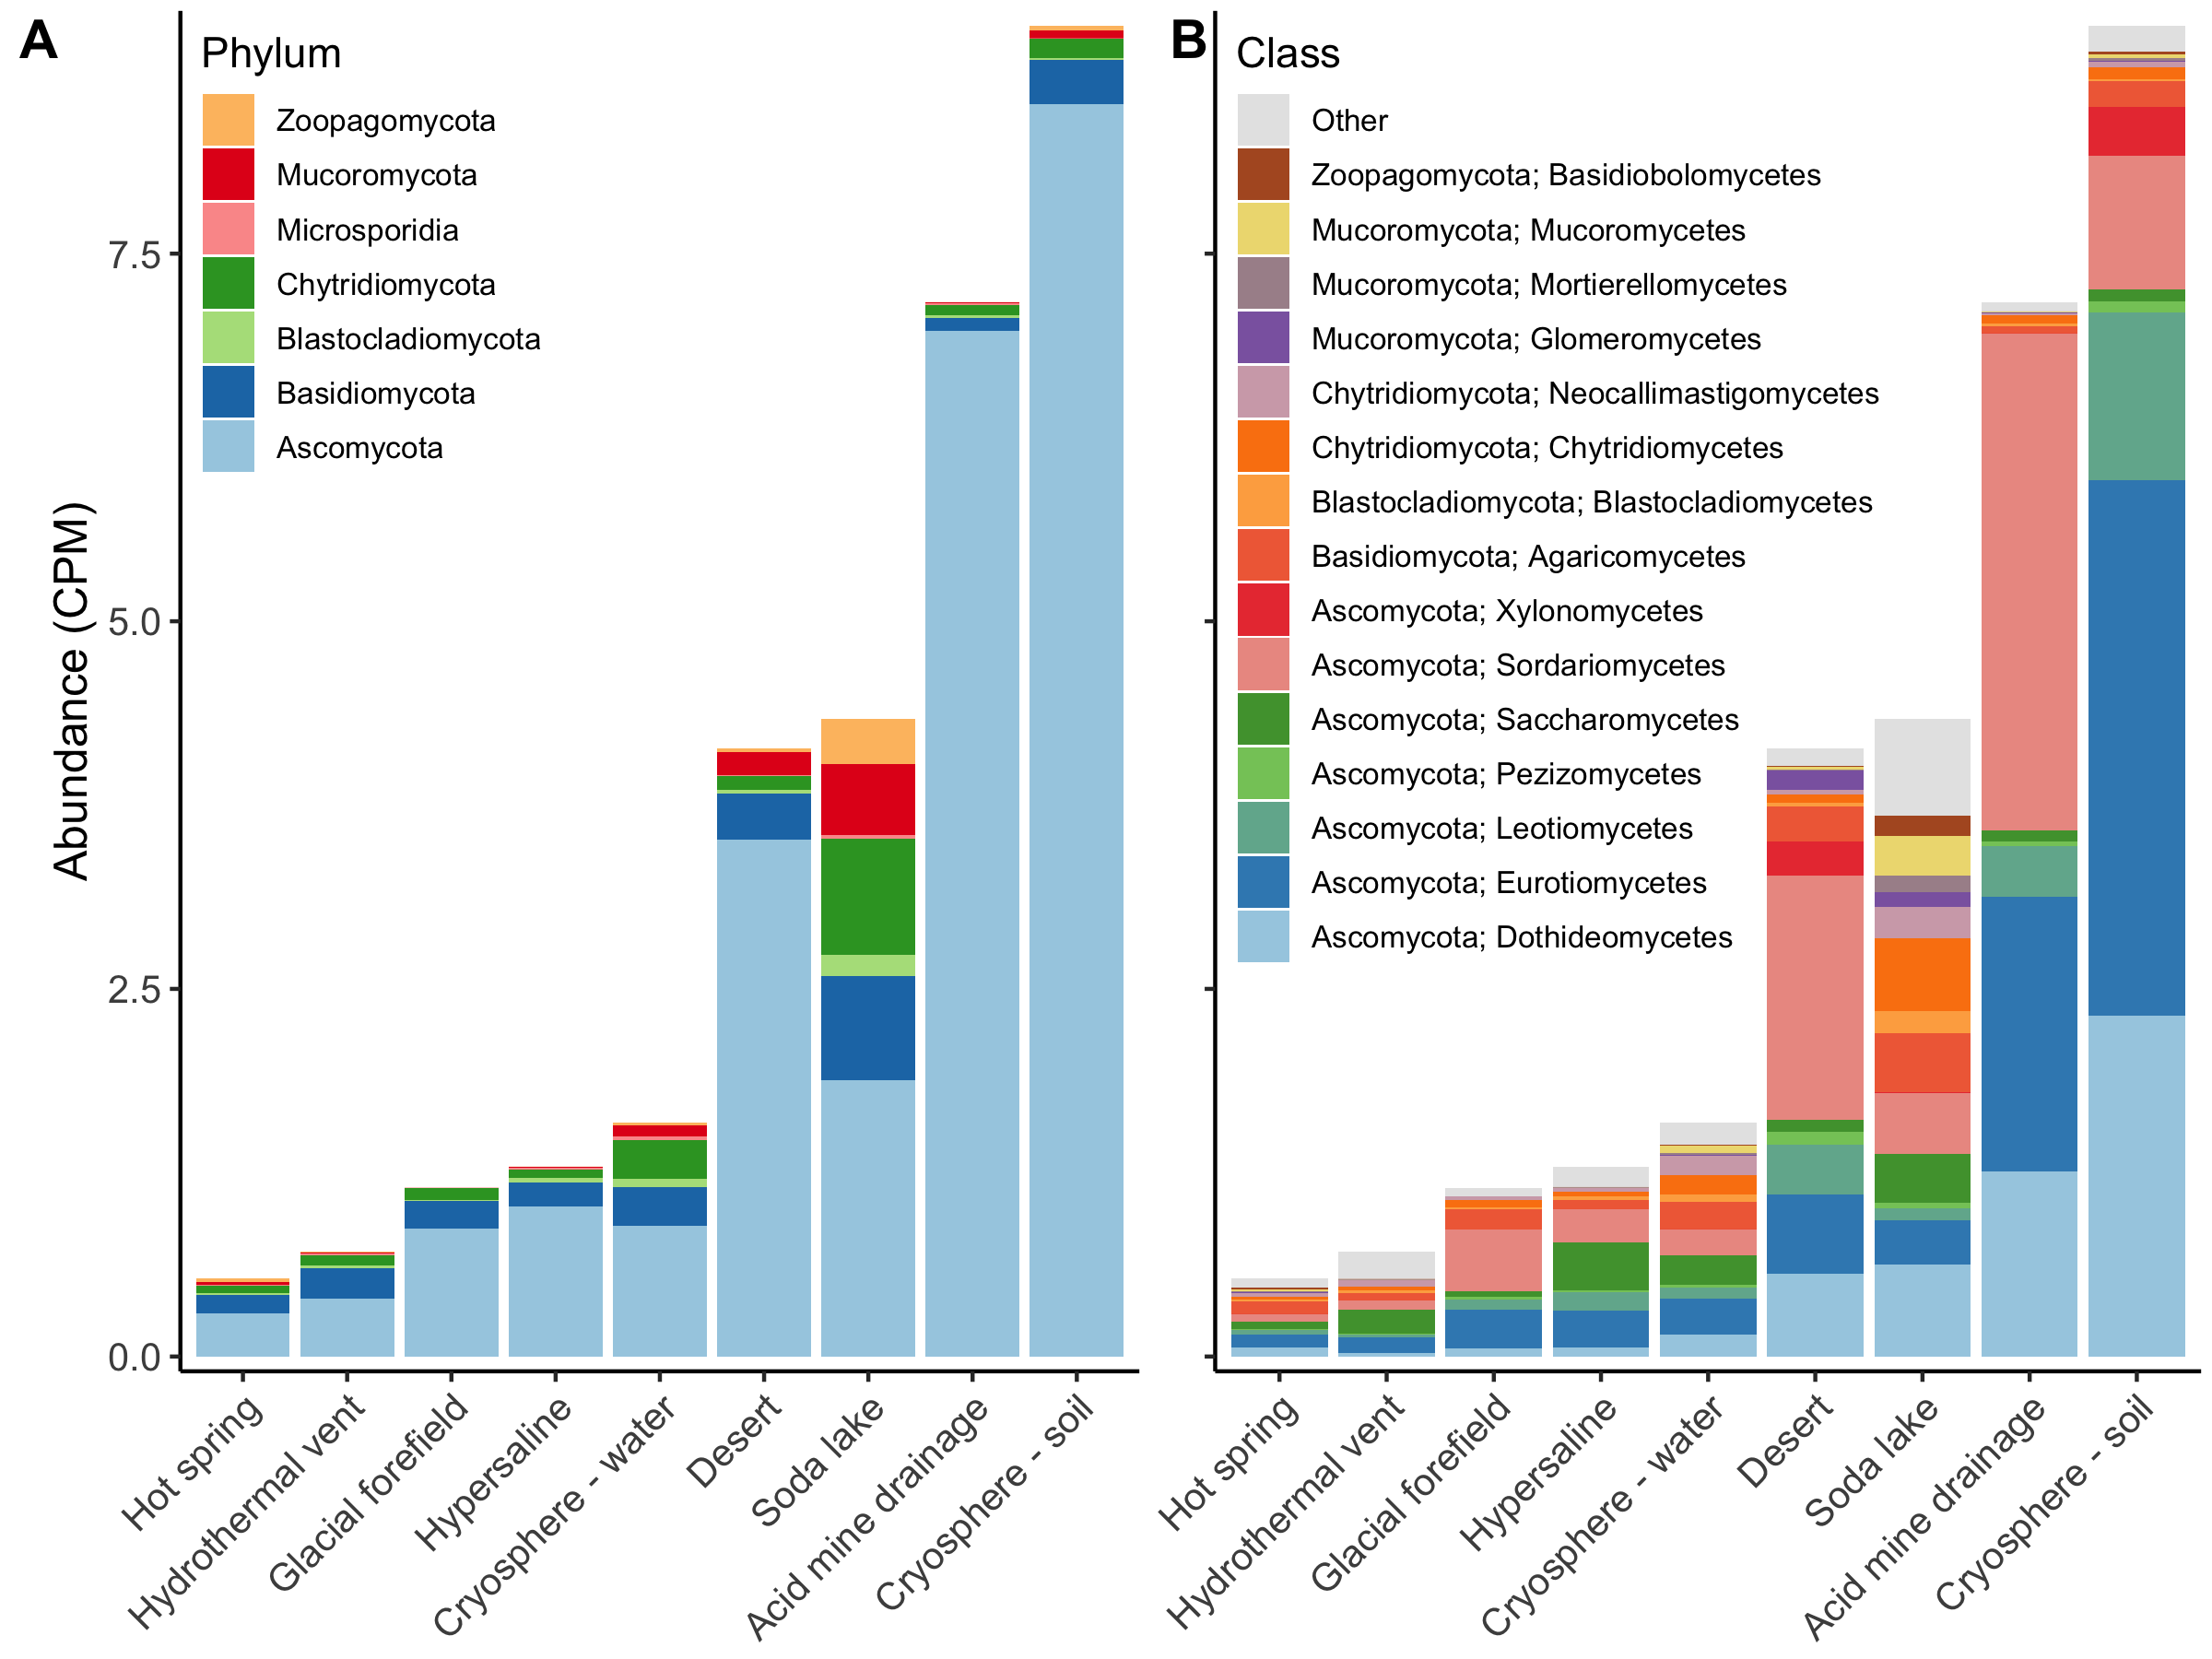 A
Phylum
Zoopagomycota
Mucoromycota
Microsporidia
Chytridiomycota
Blastocladiomycota
Basidiomycota
Ascomycota
Abundance (CPM)
7.5
5.0
2.5
0.0
Hot spring
Hydrothermal vent
Glacial forefield
Hypersaline
Cryosphere - water
Desert
Soda lake
Acid mine drainage
Cryosphere - soil
B
Class
Other
Zoopagomycota; Basidiobolomycetes
Mucoromycota; Mucoromycetes
Mucoromycota; Mortierellomycetes
Mucoromycota; Glomeromycetes
Chytridiomycota; Neocallimastigomycetes
Chytridiomycota; Chytridiomycetes
Blastocladiomycota; Blastocladiomycetes
Basidiomycota; Agaricomycetes
Ascomycota; Xylonomycetes
Ascomycota; Sordariomycetes
Ascomycota; Saccharomycetes
Ascomycota; Pezizomycetes
Ascomycota; Leotiomycetes
Ascomycota; Eurotiomycetes
Ascomycota; Dothideomycetes
Hot spring
Hydrothermal vent
Glacial forefield
Hypersaline
Cryosphere - water
Desert
Soda lake
Acid mine drainage
Cryosphere - soil